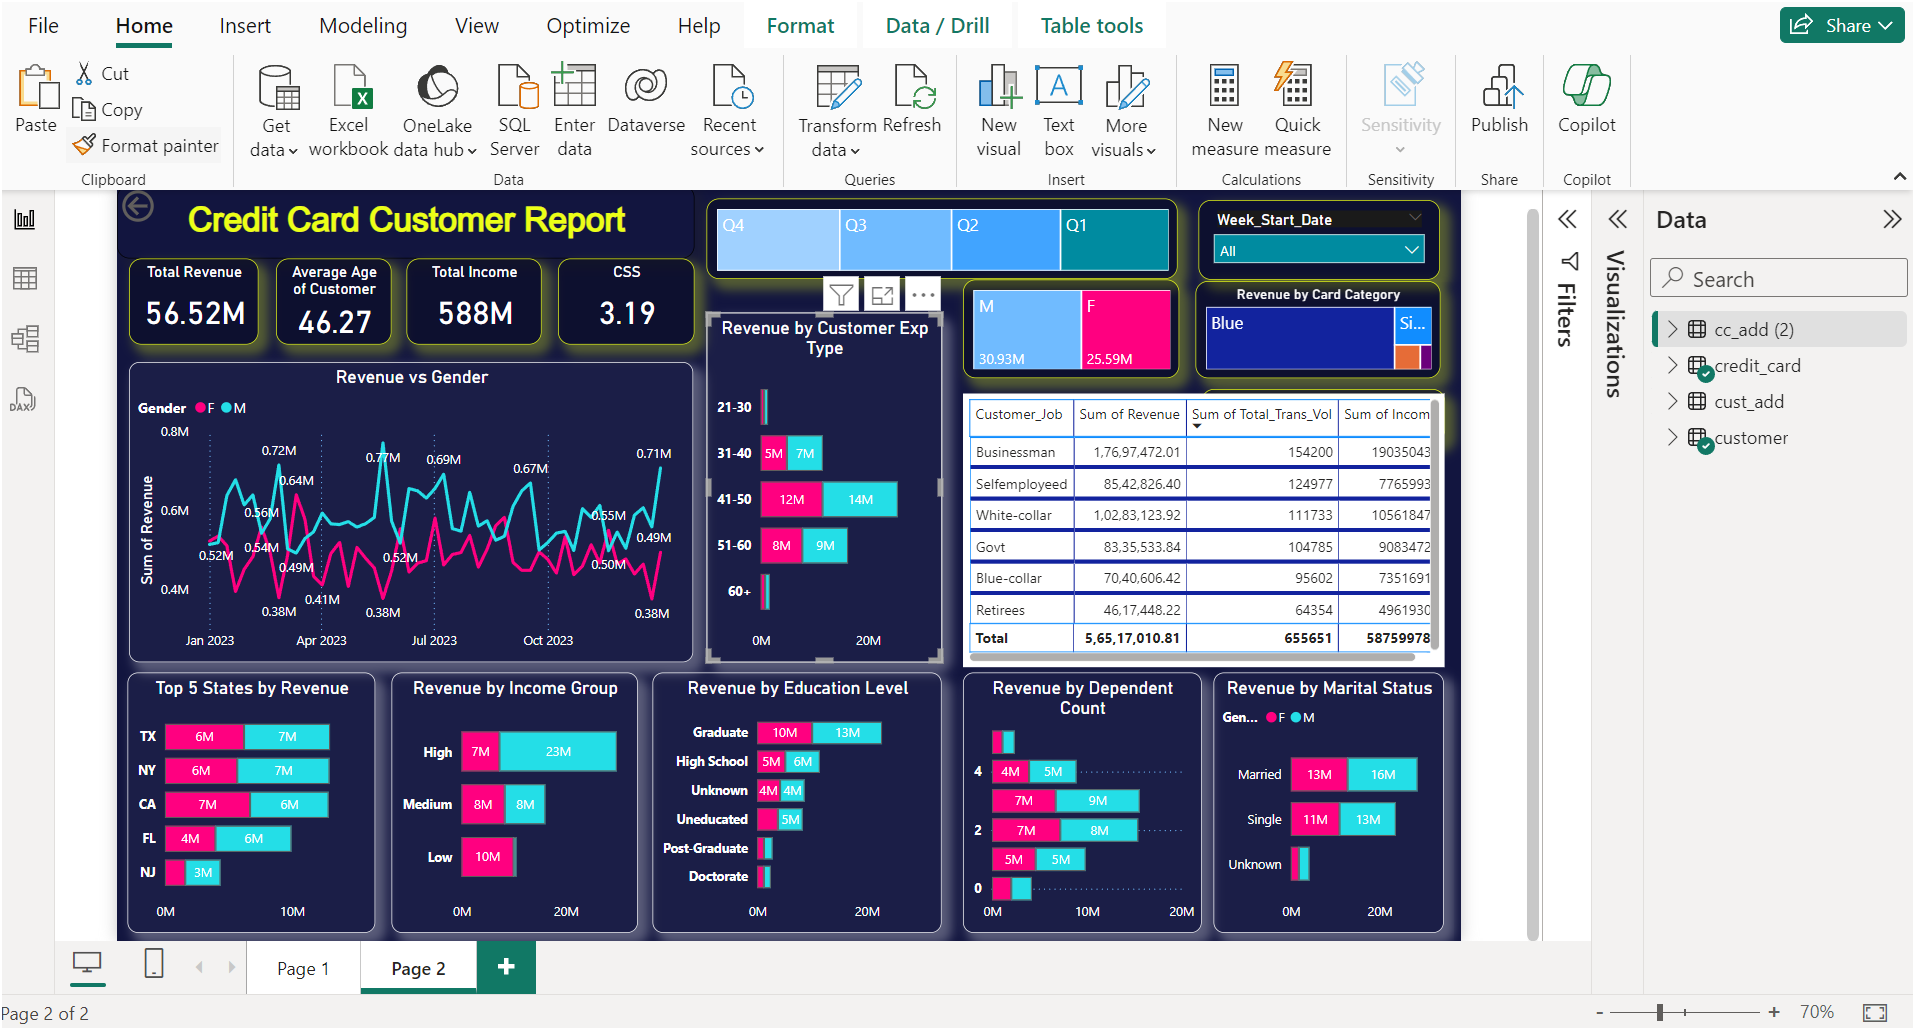 File Home Insert Modeling View Optimize Help Format Data / Drill Table tools Share
Paste
Cut
Copy
Format painter
Clipboard
Get data
Excel workbook
OneLake data hub
SQL Server
Enter data
Dataverse
Recent sources
Data
Transform data
Refresh
Queries
New visual
Text box
A
More visuals
Insert
New measure
Quick measure
Calculations
Sensitivity
Sensitivity
Publish
Share
Copilot
Copilot
DAX
Credit Card Customer Report
Q4 Q3 Q2 Q1
Week_Start_Date
All
Total Revenue
56.52M
Average Age
of Customer
46.27
Total Income
588M
CSS
3.19
M
30.93M
F
25.59M
Revenue by Card Category
Blue
Si...
Revenue vs Gender
Gender F M
Sum of Revenue
0.8M
0.6M
0.4M
0.72M
0.77M
0.69M
0.67M
0.71M
0.64M
0.56M
0.55M
0.52M
0.54M
0.49M
0.52M
0.50M
0.49M
0.38M
0.41M
0.38M
0.38M
Jan 2023 Apr 2023 Jul 2023 Oct 2023
Revenue by Customer Exp
Type
21-30
31-40 5M 7M
41-50 12M 14M
51-60 8M 9M
60+
0M 20M
Customer_Job Sum of Revenue Sum of Total_Trans_Vol Sum of Incom
Businessman 1,76,97,472.01 154200 19035043
Selfemployeed 85,42,826.40 124977 7765993
White-collar 1,02,83,123.92 111733 10561847
Govt 83,35,533.84 104785 9083472
Blue-collar 70,40,606.42 95602 7351691
Retirees 46,17,448.22 64354 4961930
Total 5,65,17,010.81 655651 58759978
Top 5 States by Revenue
TX 6M 7M
NY 6M 7M
CA 7M 6M
FL 4M 6M
NJ 3M
0M 10M
Revenue by Income Group
High 7M 23M
Medium 8M 8M
Low 10M
0M 20M
Revenue by Education Level
Graduate 10M 13M
High School 5M 6M
Unknown 4M 4M
Uneducated 5M
Post-Graduate
Doctorate
0M 20M
Revenue by Dependent
Count
4 4M 5M
7M 9M
2 7M 8M
5M 5M
0
0M 10M 20M
Revenue by Marital Status
Gen... F M
Married 13M 16M
Single 11M 13M
Unknown
0M 20M
Filters
Visualizations
Data
Search
cc_add (2)
credit_card
cust_add
customer
Page 1 Page 2 +
Page 2 of 2
- + 70%